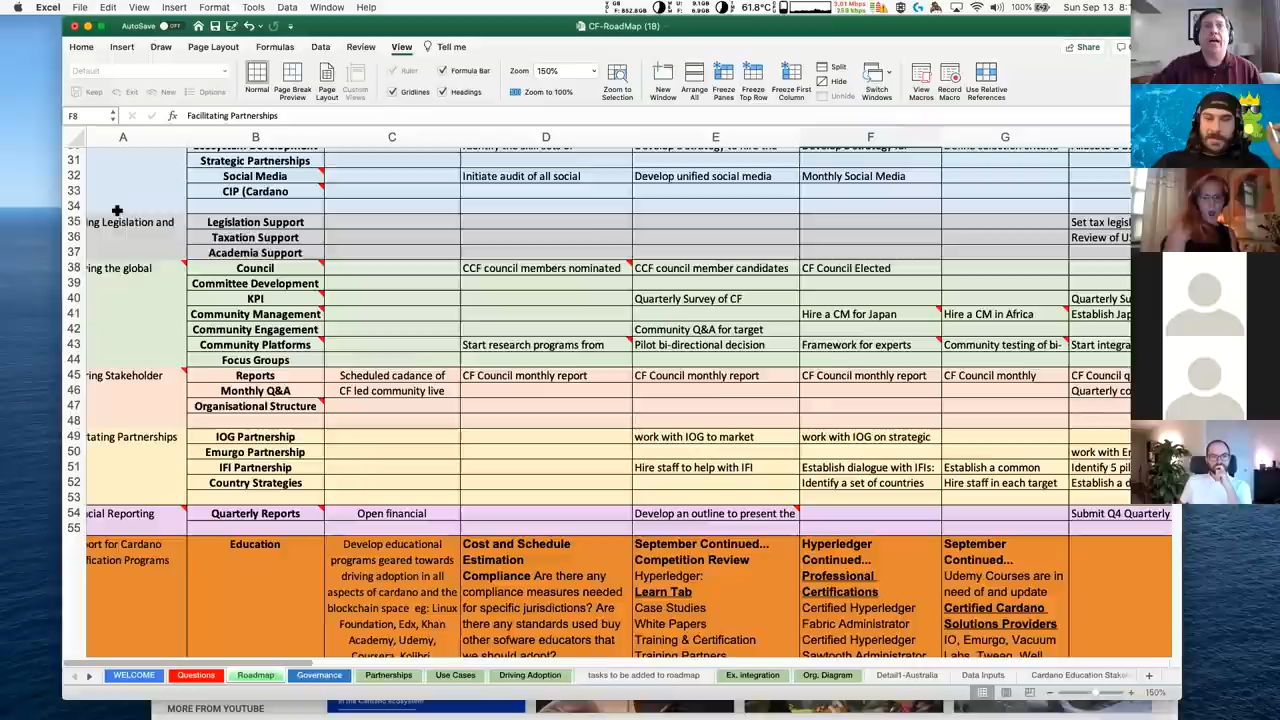 Excel File Edit View Insert Formatting Tools Data Window Help 61.8°C 100% Sun Sep 13
AutoSave OFF CF-RoadMap (18)
Home Insert Draw Page Layout Formulas Data Review View Tell me Share
Default Ruler Formula Bar Zoom 150% Split
Keep Exit New Options Normal Page Break Preview Page Layout Custom Views Gridlines Headings Zoom to 100% Zoom to Selection New Window Arrange All Freeze Panes Freeze Top Row Freeze First Column Hide Unhide Switch Windows View Macros Record Macro Use Relative References
F8 fx Facilitating Partnerships
A B C D E F G
31 Strategic Partnerships
32 Social Media Initiate audit of all social Develop unified social media Monthly Social Media
33 CIP (Cardano
34
35 ing Legislation and Legislation Support Set tax legisl
36 Taxation Support Review of US
37 Academia Support
38 ving the global Council CCF council members nominated CCF council member candidates CF Council Elected
39 Committee Development
40 KPI Quarterly Survey of CF Quarterly Su
41 Community Management Hire a CM for Japan Hire a CM in Africa Establish Jap
42 Community Engagement Community Q&A for target
43 Community Platforms Start research programs from Pilot bi-directional decision Framework for experts Community testing of bi- Start integra
44 Focus Groups
45 ring Stakeholder Reports Scheduled cadance of CF Council monthly report CF Council monthly report CF Council monthly report CF Council monthly CF Council q
46 Monthly Q&A CF led community live Quarterly co
47 Organisational Structure
48
49 tating Partnerships IOG Partnership work with IOG to market work with IOG on strategic
50 Emurgo Partnership work with Em
51 IFI Partnership Hire staff to help with IFI Establish dialogue with IFIs: Establish a common Identify 5 pil
52 Country Strategies Identify a set of countries Hire staff in each target Establish a d
53
54 cial Reporting Quarterly Reports Open financial Develop an outline to present the Submit Q4 Quarterly
55
ort for Cardano Education Develop educational Cost and Schedule September Continued... Hyperledger September
fication Programs programs geared towards Estimation Competition Review Continued... Continued...
driving adoption in all Compliance Are there any Hyperledger: Professional Udemy Courses are in
aspects of cardano and the compliance measures needed Learn Tab Certifications need of and update
blockchain space eg: Linux for specific jurisdictions? Are Case Studies Certified Hyperledger Certified Cardano
Foundation, Edx, Khan there any standards used buy White Papers Fabric Administrator Solutions Providers
Academy, Udemy, other sofware educators that Training & Certification Certified Hyperledger IO, Emurgo, Vacuum
Coursera, Kolibri we should adopt? Training Partners Sawtooth Administrator Labs, Tweag, Well
WELCOME Questions Roadmap Governance Partnerships Use Cases Driving Adoption tasks to be added to roadmap Ex. integration Org. Diagram Detail1-Australia Data Inputs Cardano Education Stak
150%
MORE FROM YOUTUBE